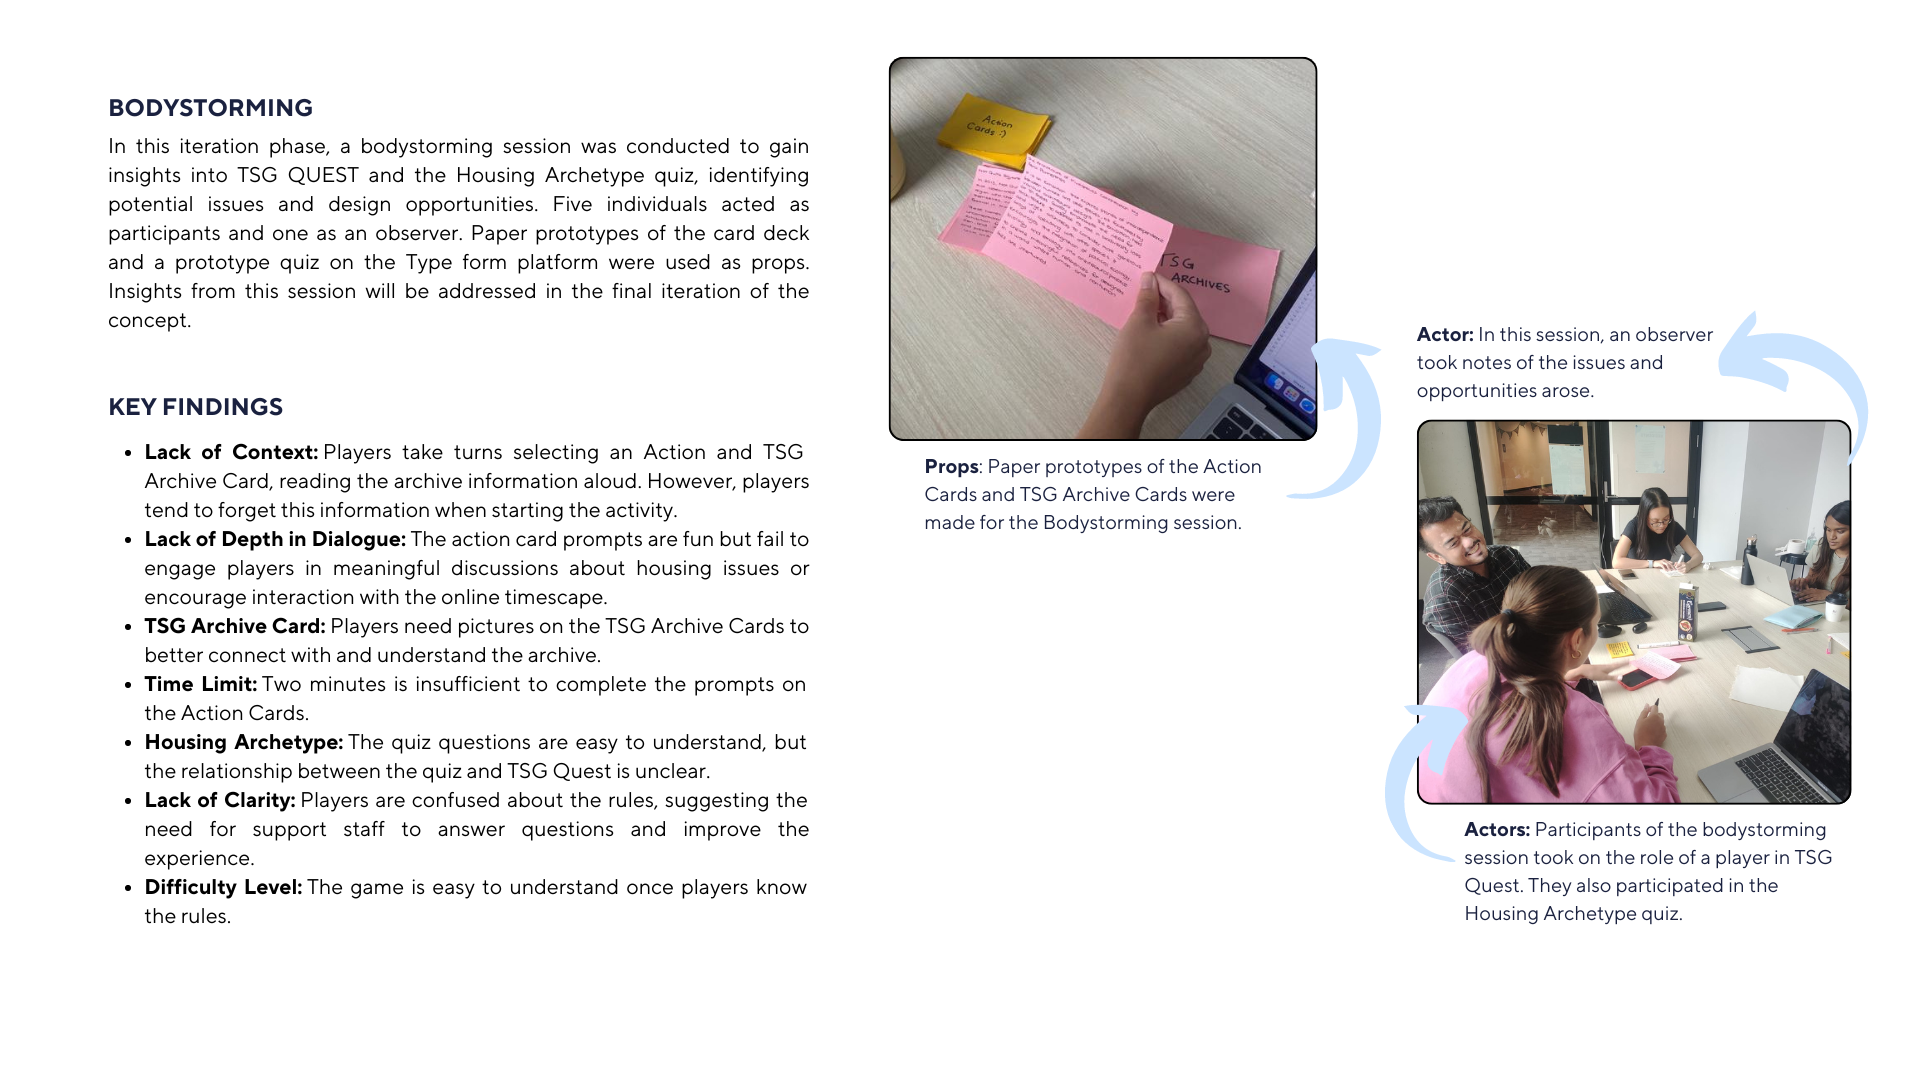 BODYSTORMING
In this iteration phase, a bodystorming session was conducted to gain
insights into TSG QUEST and the Housing Archetype quiz, identifying
potential issues and design opportunities. Five individuals acted as
participants and one as an observer. Paper prototypes of the card deck
and a prototype quiz on the Type form platform were used as props.
Insights from this session will be addressed in the final iteration of the
concept.
KEY FINDINGS
• Lack of Context: Players take turns selecting an Action and TSG
Archive Card, reading the archive information aloud. However, players
tend to forget this information when starting the activity.
• Lack of Depth in Dialogue: The action card prompts are fun but fail to
engage players in meaningful discussions about housing issues or
encourage interaction with the online timescape.
• TSG Archive Card: Players need pictures on the TSG Archive Cards to
better connect with and understand the archive.
• Time Limit: Two minutes is insufficient to complete the prompts on
the Action Cards.
• Housing Archetype: The quiz questions are easy to understand, but
the relationship between the quiz and TSG Quest is unclear.
• Lack of Clarity: Players are confused about the rules, suggesting the
need for support staff to answer questions and improve the
experience.
• Difficulty Level: The game is easy to understand once players know
the rules.
Action
Cards :)
TSG
ARCHIVES
Props: Paper prototypes of the Action
Cards and TSG Archive Cards were
made for the Bodystorming session.
Actor: In this session, an observer
took notes of the issues and
opportunities arose.
Actors: Participants of the bodystorming
session took on the role of a player in TSG
Quest. They also participated in the
Housing Archetype quiz.